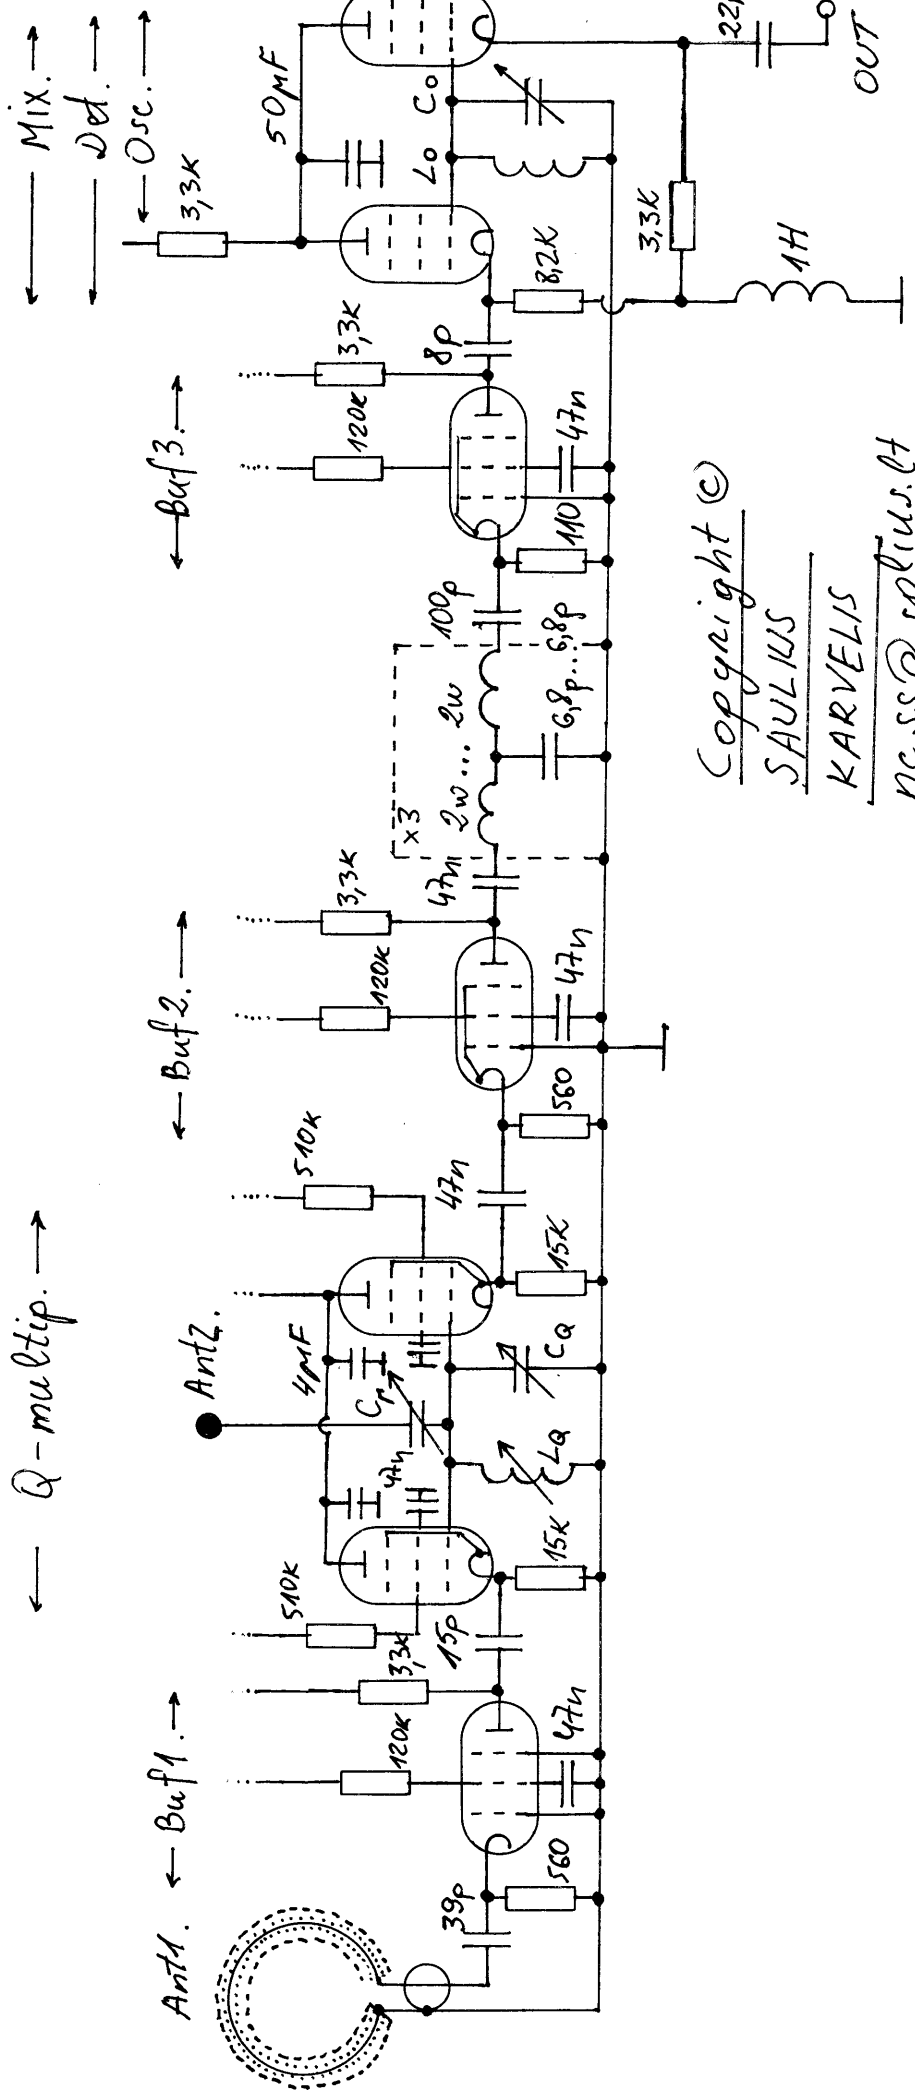 Ant1.
← Buf1. →
← Q-multip. →
← Buf2. →
← Buf3. →
← Mix. →
← Det. →
← Osc. →
39p
560
120K
47n
3,3K
15p
510K
15K
47n
4µF
Ant2.
Cr
LQ
CQ
510K
15K
47n
560
120K
47n
3,3K
47n
x3
2w... 2w
6,8p... 6,8p
100p
110
120K
47n
3,3K
8p
8,2K
3,3K
50µF
Lo
Co
3,3K
1H
OUT
Copyright ©
SAULIUS
KARVELIS